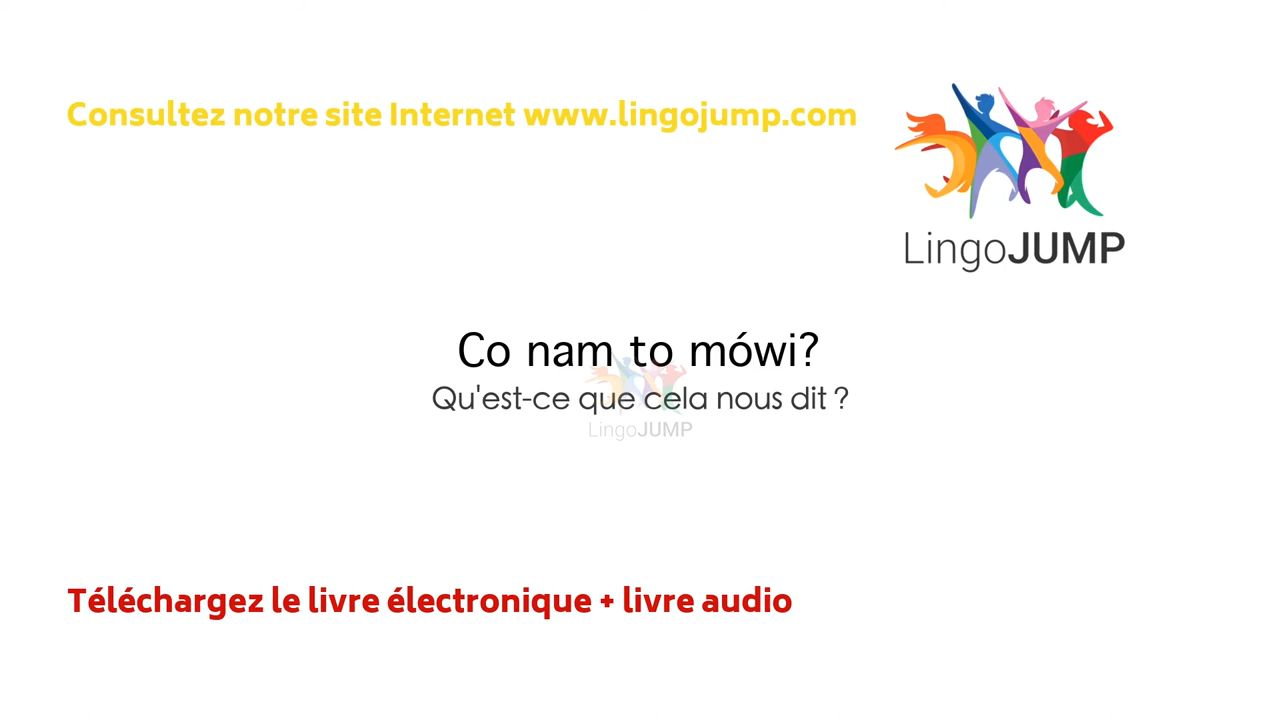 Consultez notre site Internet www.lingojump.com
LingoJUMP
Co nam to mówi?
Qu'est-ce que cela nous dit ?
LingoJUMP
Téléchargez le livre électronique + livre audio